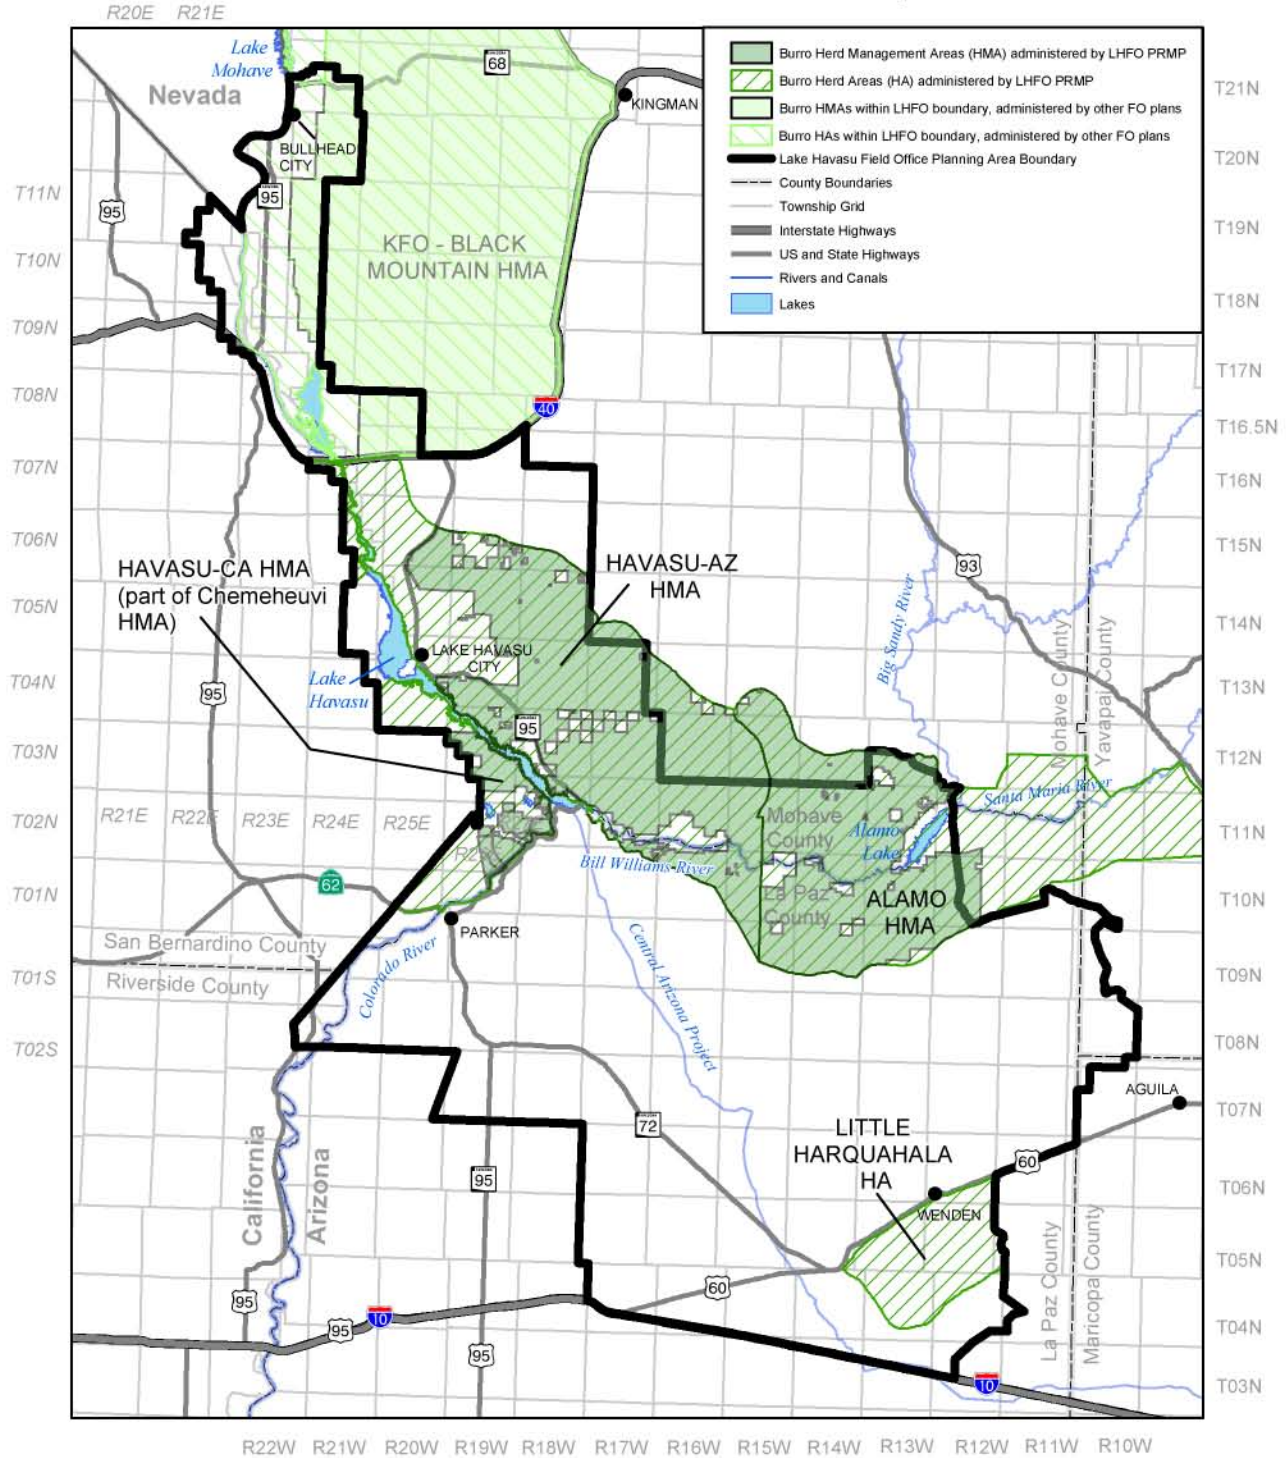 R20E R21E
Lake
Mohave
Nevada
68
KINGMAN
BULLHEAD
CITY
95
95
KFO - BLACK
MOUNTAIN HMA
Burro Herd Management Areas (HMA) administered by LHFO PRMP
Burro Herd Areas (HA) administered by LHFO PRMP
Burro HMAs within LHFO boundary, administered by other FO plans
Burro HAs within LHFO boundary, administered by other FO plans
Lake Havasu Field Office Planning Area Boundary
County Boundaries
Township Grid
Interstate Highways
US and State Highways
Rivers and Canals
Lakes
T21N
T20N
T19N
T18N
T17N
T16.5N
T16N
T15N
T14N
T13N
T12N
T11N
T10N
T09N
T08N
T07N
T06N
T05N
T04N
T03N
T11N
T10N
T09N
T08N
T07N
T06N
T05N
T04N
T03N
T02N
T01N
T01S
T02S
40
HAVASU-CA HMA
(part of Chemeheuvi
HMA)
HAVASU-AZ
HMA
93
Big Sandy River
Mohave County
Yavapai County
LAKE HAVASU
CITY
Lake
Havasu
95
95
Santa Maria River
R21E R22E R23E R24E R25E
Mohave
County
Alamo
Lake
Bill Williams River
La Paz
County
ALAMO
HMA
62
PARKER
San Bernardino County
Riverside County
Colorado River
Central Arizona Project
AGUILA
72
LITTLE
HARQUAHALA
HA
60
WENDEN
California
Arizona
95
La Paz County
Maricopa County
60
95
10
95
95
10
R22W R21W R20W R19W R18W R17W R16W R15W R14W R13W R12W R11W R10W